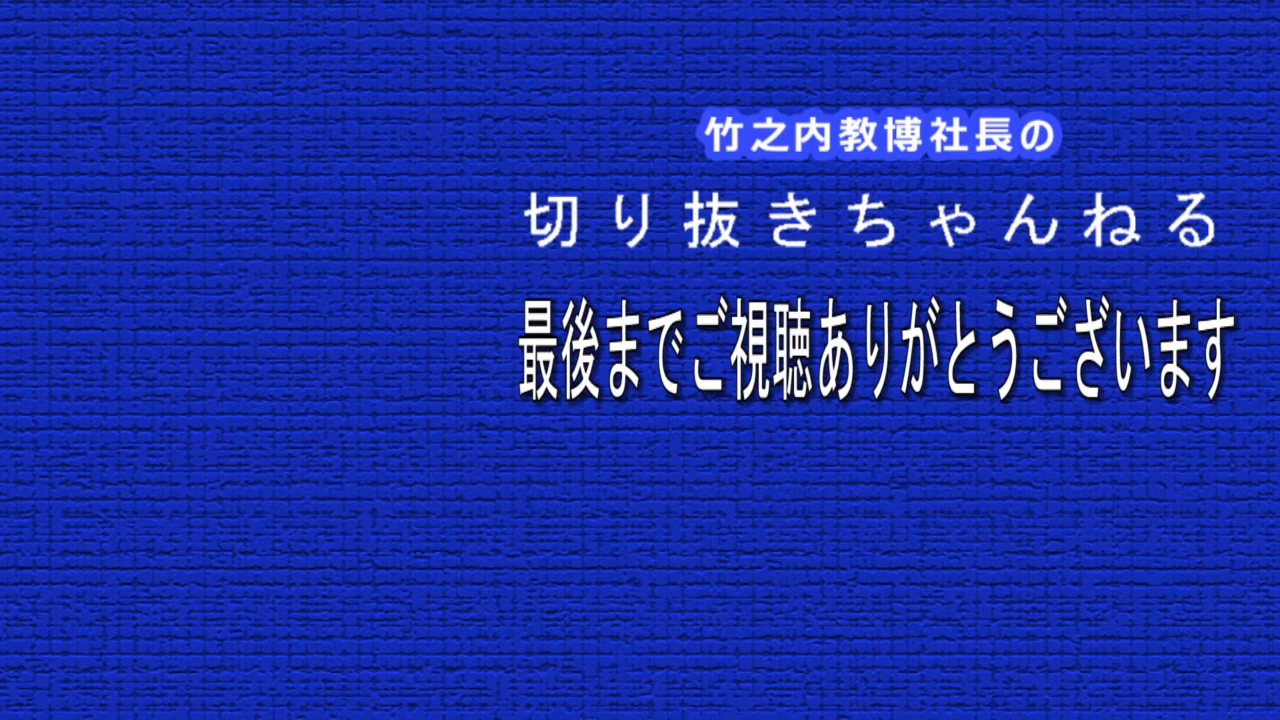 竹之内教博社長の
切り抜きちゃんねる
最後までご視聴ありがとうございます